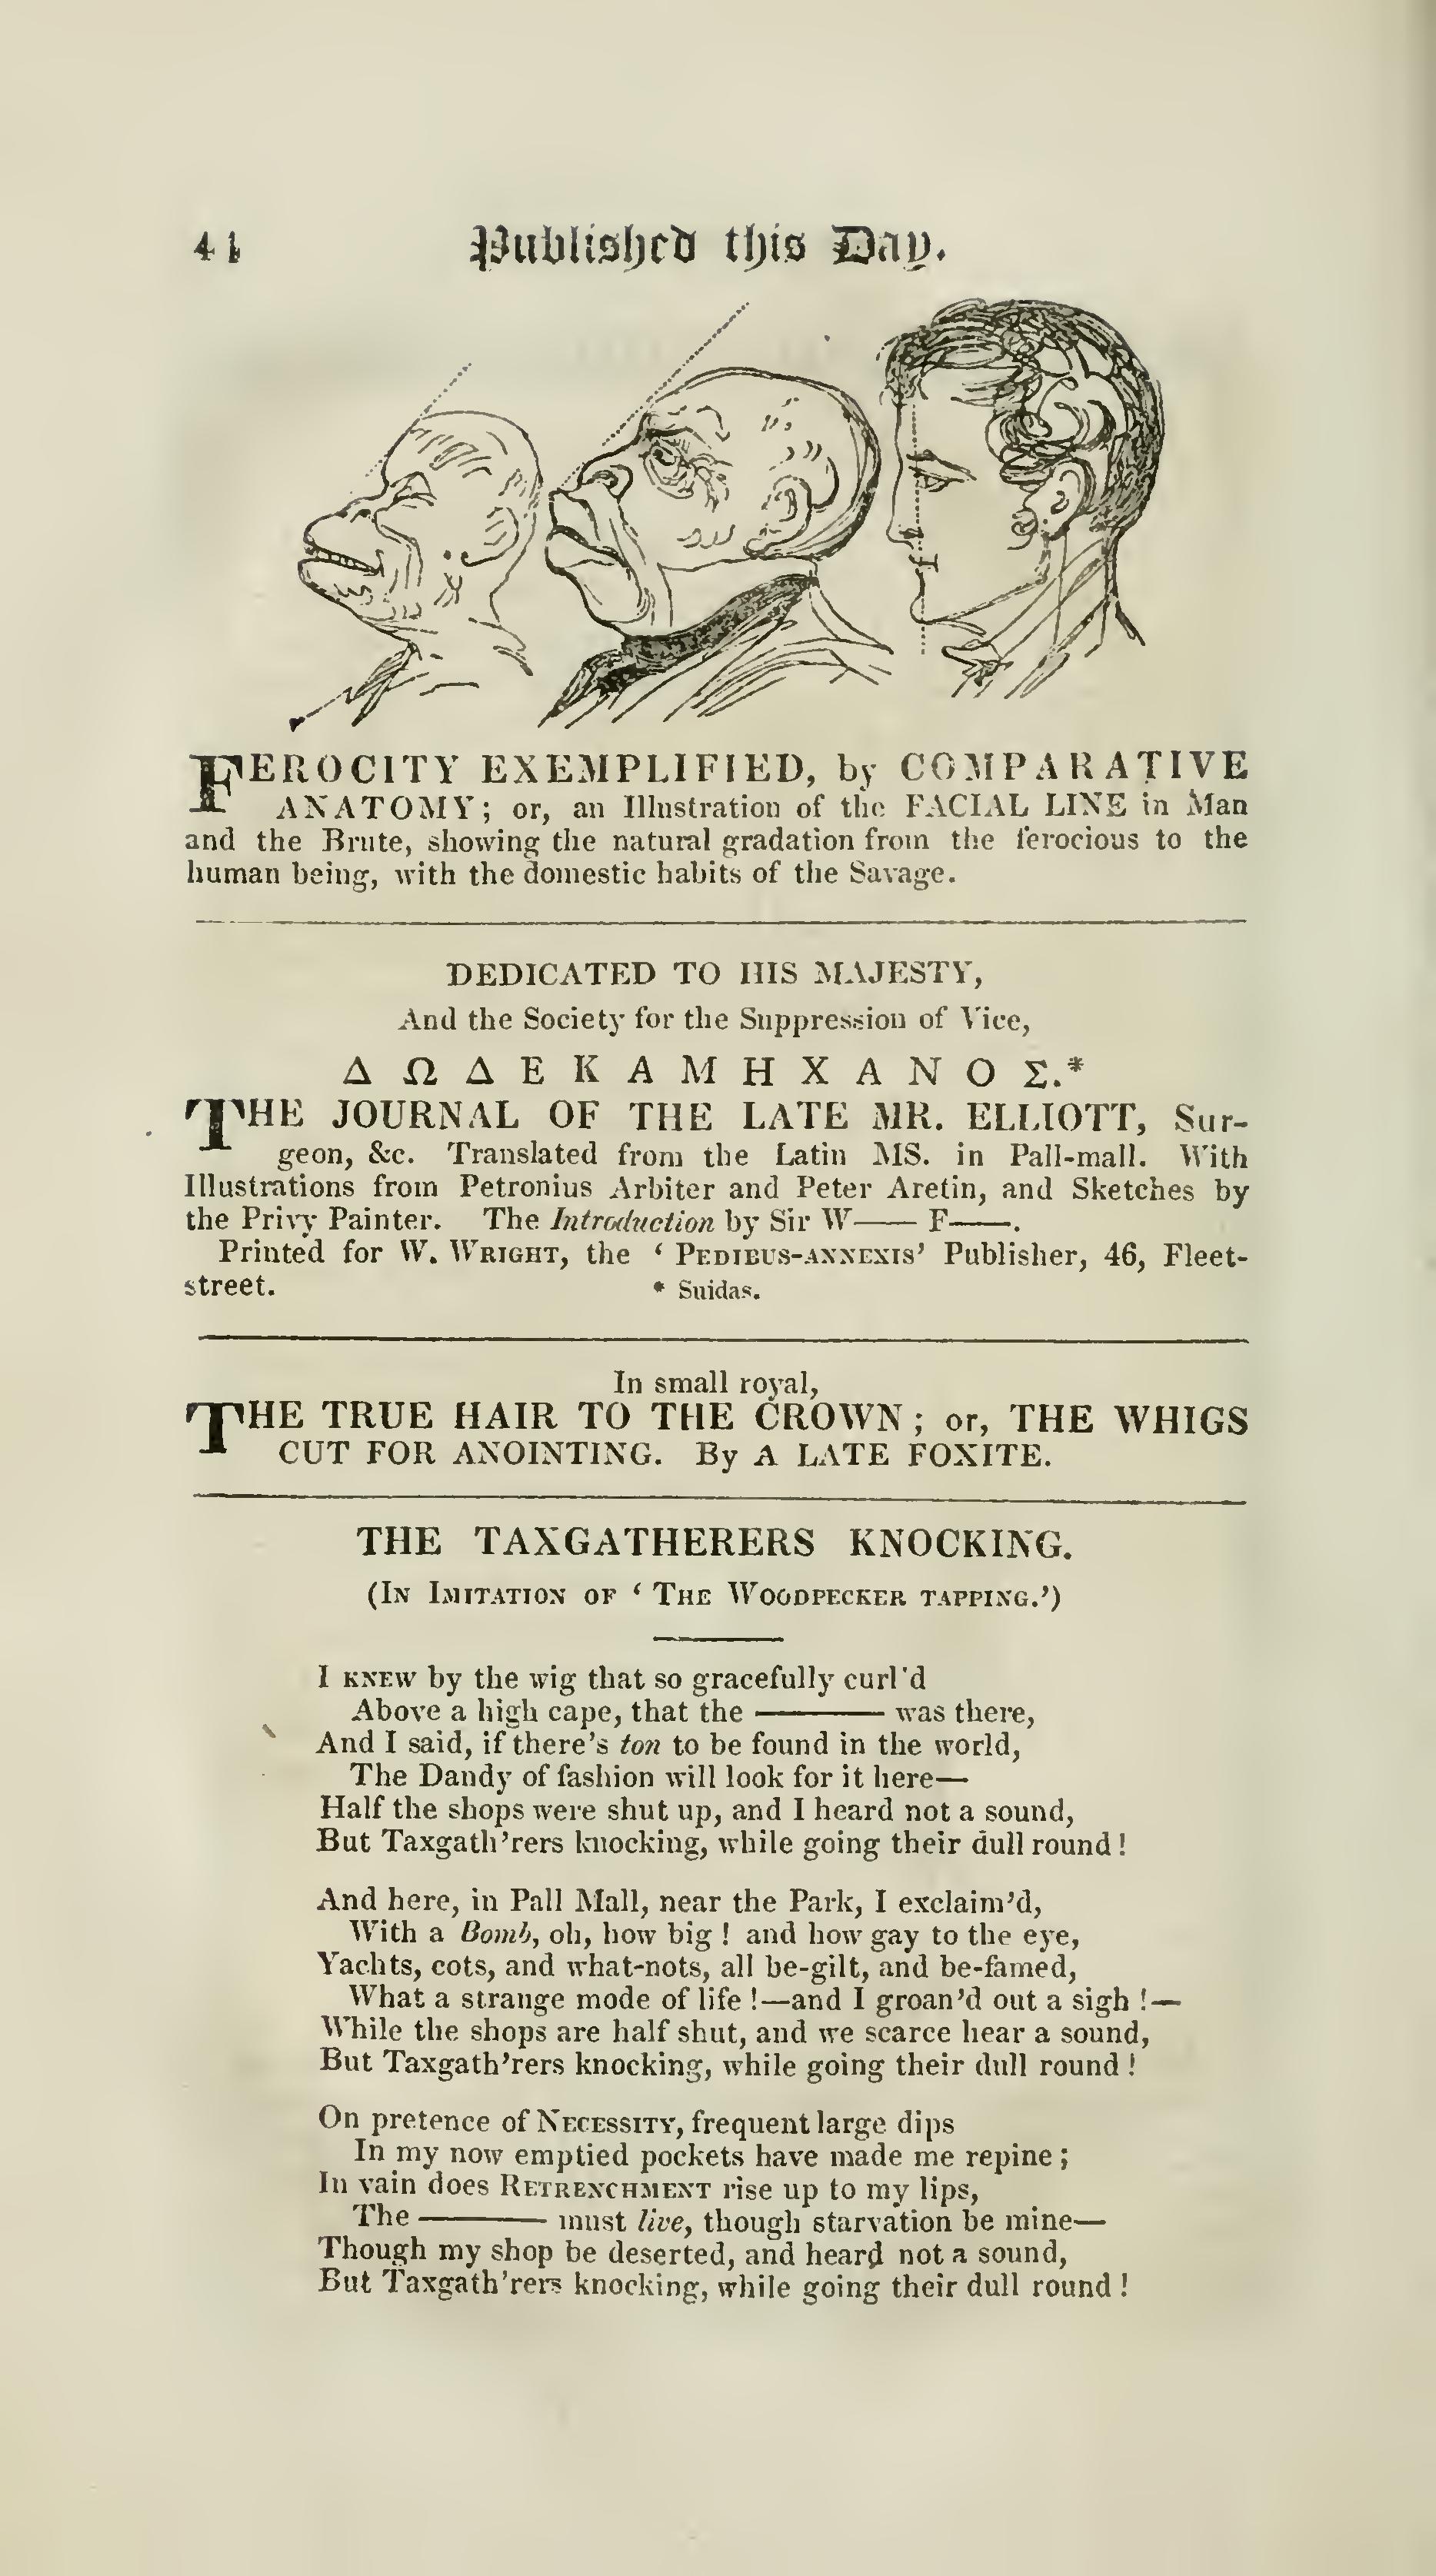 44 Published this Day.
FEROCITY EXEMPLIFIED, by COMPARATIVE
ANATOMY; or, an Illustration of the FACIAL LINE in Man
and the Brute, showing the natural gradation from the ferocious to the
human being, with the domestic habits of the Savage.
DEDICATED TO HIS MAJESTY,
And the Society for the Suppression of Vice,
ΔΩΔΕΚΑΜΗΧΑΝΟΣ.*
THE JOURNAL OF THE LATE MR. ELLIOTT, Sur-
geon, &c. Translated from the Latin MS. in Pall-mall. With
Illustrations from Petronius Arbiter and Peter Aretin, and Sketches by
the Privy Painter. The Introduction by Sir W—— F——.
Printed for W. WRIGHT, the ‘PEDIBUS-ANNEXIS’ Publisher, 46, Fleet-
street. * Suidas.
In small royal,
THE TRUE HAIR TO THE CROWN; or, THE WHIGS
CUT FOR ANOINTING. By A LATE FOXITE.
THE TAXGATHERERS KNOCKING.
(IN IMITATION OF ‘THE WOODPECKER TAPPING.’)
I KNEW by the wig that so gracefully curl'd
Above a high cape, that the ——— was there,
And I said, if there's ton to be found in the world,
The Dandy of fashion will look for it here—
Half the shops were shut up, and I heard not a sound,
But Taxgath'rers knocking, while going their dull round!
And here, in Pall Mall, near the Park, I exclaim'd,
With a Bomb, oh, how big! and how gay to the eye,
Yachts, cots, and what-nots, all be-gilt, and be-famed,
What a strange mode of life!—and I groan'd out a sigh!—
While the shops are half shut, and we scarce hear a sound,
But Taxgath'rers knocking, while going their dull round!
On pretence of NECESSITY, frequent large dips
In my now emptied pockets have made me repine;
In vain does RETRENCHMENT rise up to my lips,
The ——— must live, though starvation be mine—
Though my shop be deserted, and heard not a sound,
But Taxgath'rers knocking, while going their dull round!